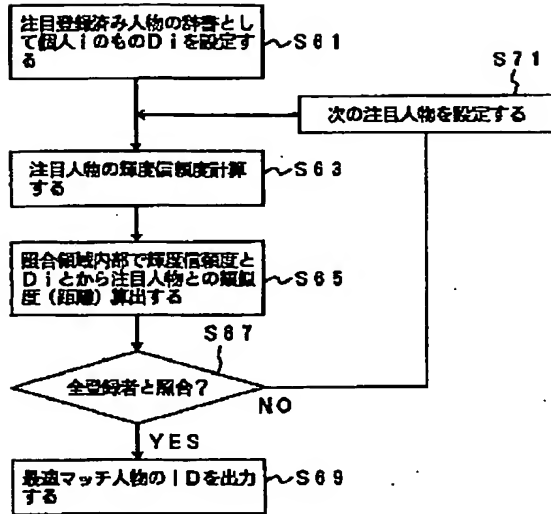 注目登録済み人物の辞書とし
て個人iのものDiを設定す
る
S61
S71
次の注目人物を設定する
注目人物の輝度信頼度計算
する
S63
照合領域内部で輝度信頼度と
Diとから注目人物との類似
度(距離)算出する
S65
S67
全登録者と照合?
NO
YES
最適マッチ人物のIDを出力
する
S69